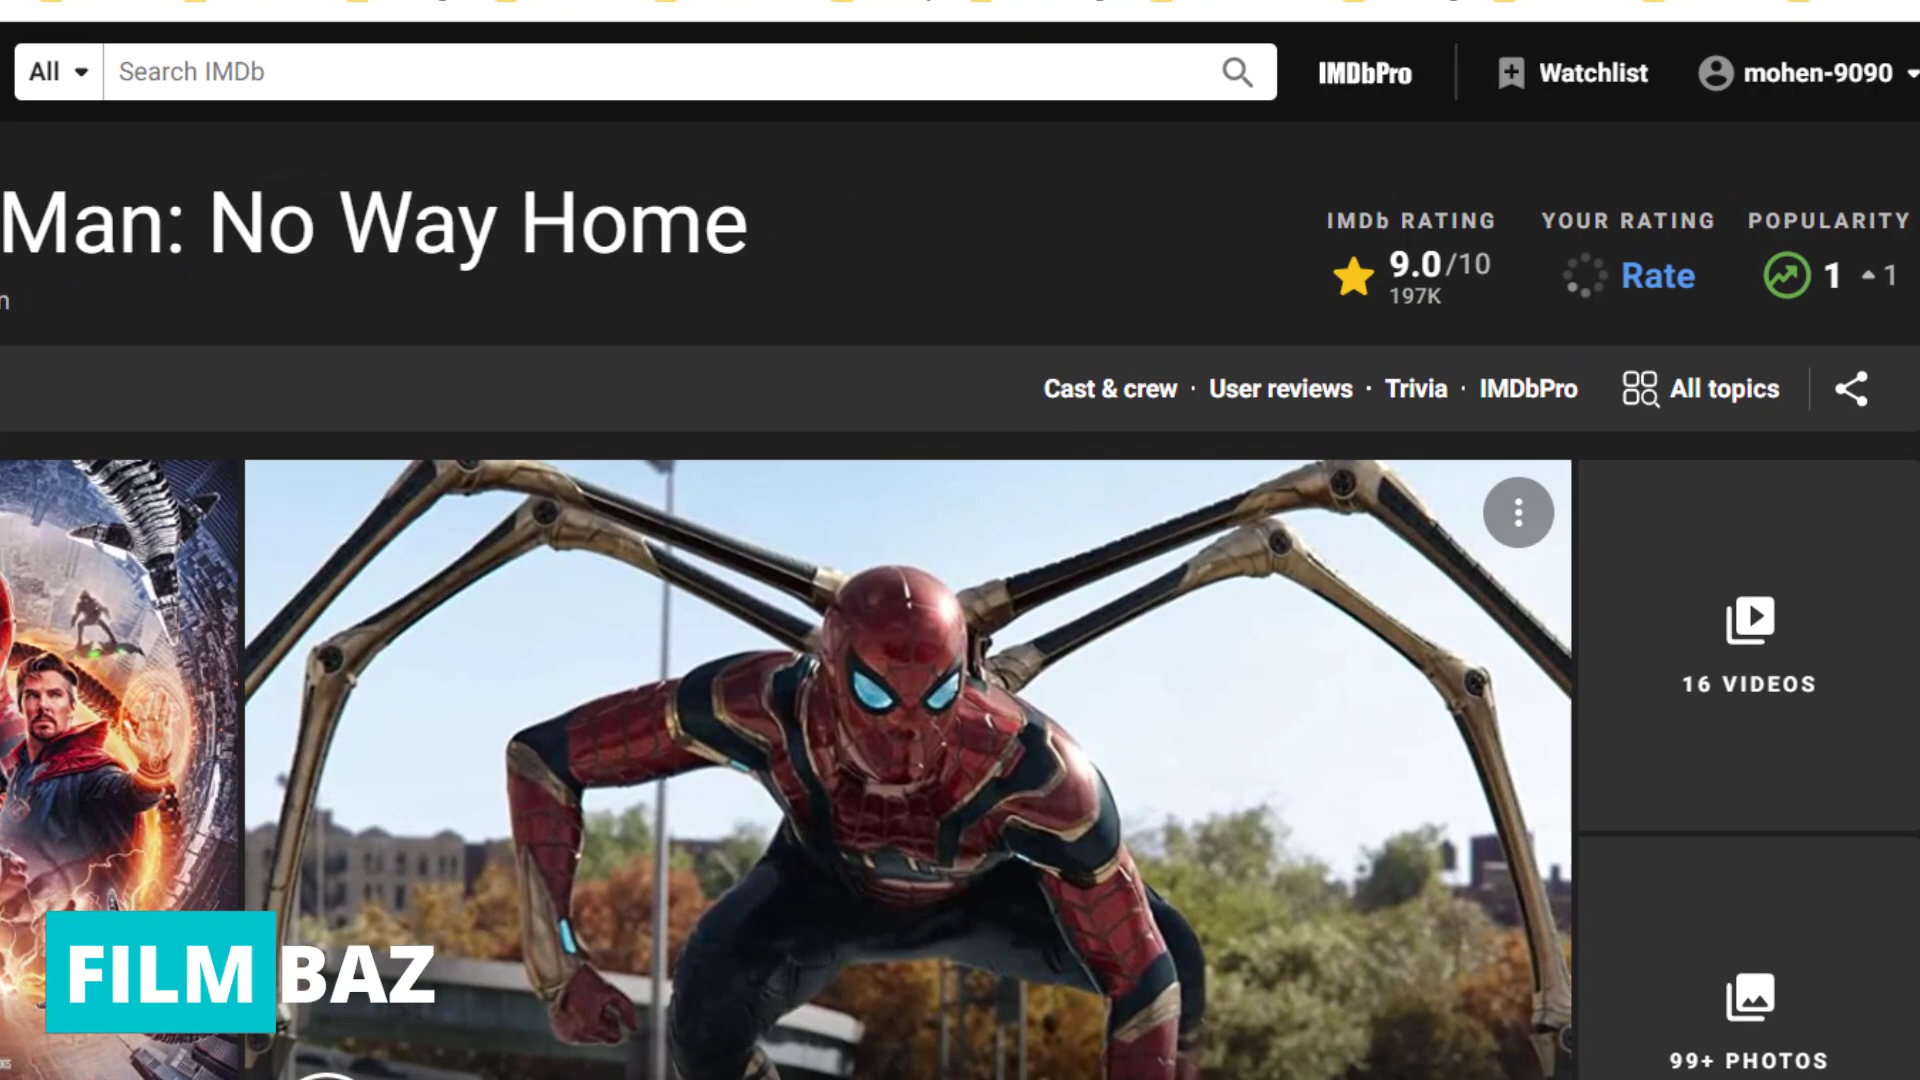 All
Search IMDb
IMDbPro
Watchlist
mohen-9090
Man: No Way Home
IMDb RATING
9.0/10
197K
YOUR RATING
Rate
POPULARITY
1
1
Cast & crew · User reviews · Trivia · IMDbPro
All topics
16 VIDEOS
99+ PHOTOS
FILM BAZ